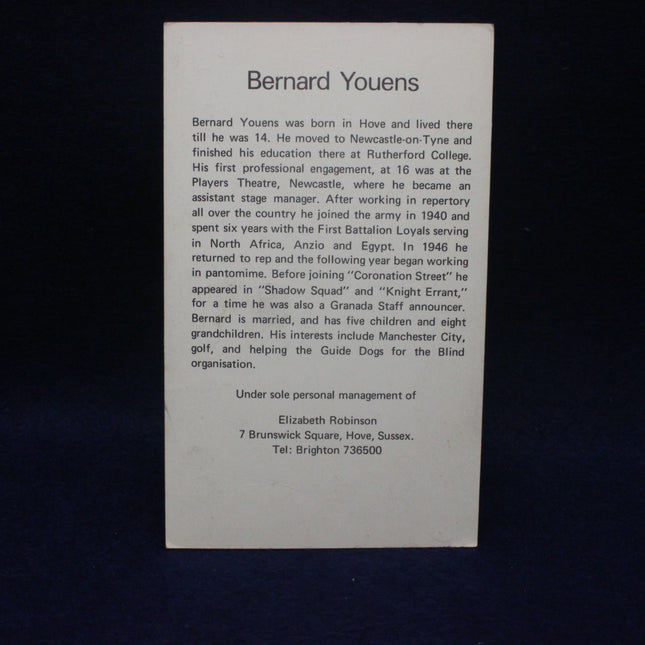 Bernard Youens
Bernard Youens was born in Hove and lived there
till he was 14. He moved to Newcastle-on-Tyne and
finished his education there at Rutherford College.
His first professional engagement, at 16 was at the
Players Theatre, Newcastle, where he became an
assistant stage manager. After working in repertory
all over the country he joined the army in 1940 and
spent six years with the First Battalion Loyals serving
in North Africa, Anzio and Egypt. In 1946 he
returned to rep and the following year began working
in pantomime. Before joining "Coronation Street" he
appeared in "Shadow Squad" and "Knight Errant,"
for a time he was also a Granada Staff announcer.
Bernard is married, and has five children and eight
grandchildren. His interests include Manchester City,
golf, and helping the Guide Dogs for the Blind
organisation.
Under sole personal management of
Elizabeth Robinson
7 Brunswick Square, Hove, Sussex.
Tel: Brighton 736500